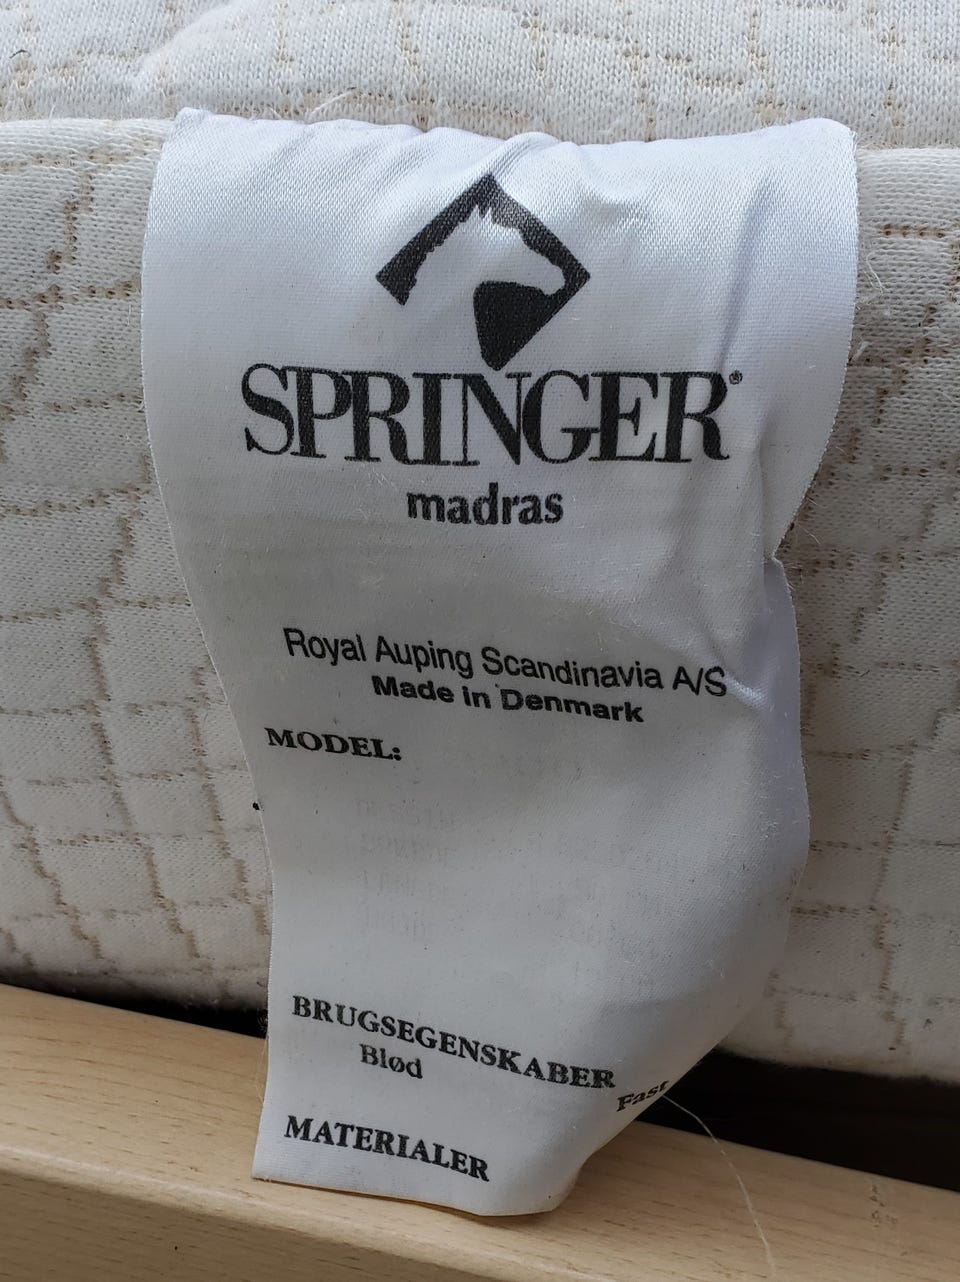 SPRINGER®
madras
Royal Auping Scandinavia A/S
Made in Denmark
MODEL:
BRUGSEGENSKABER
Blød Fast
MATERIALER